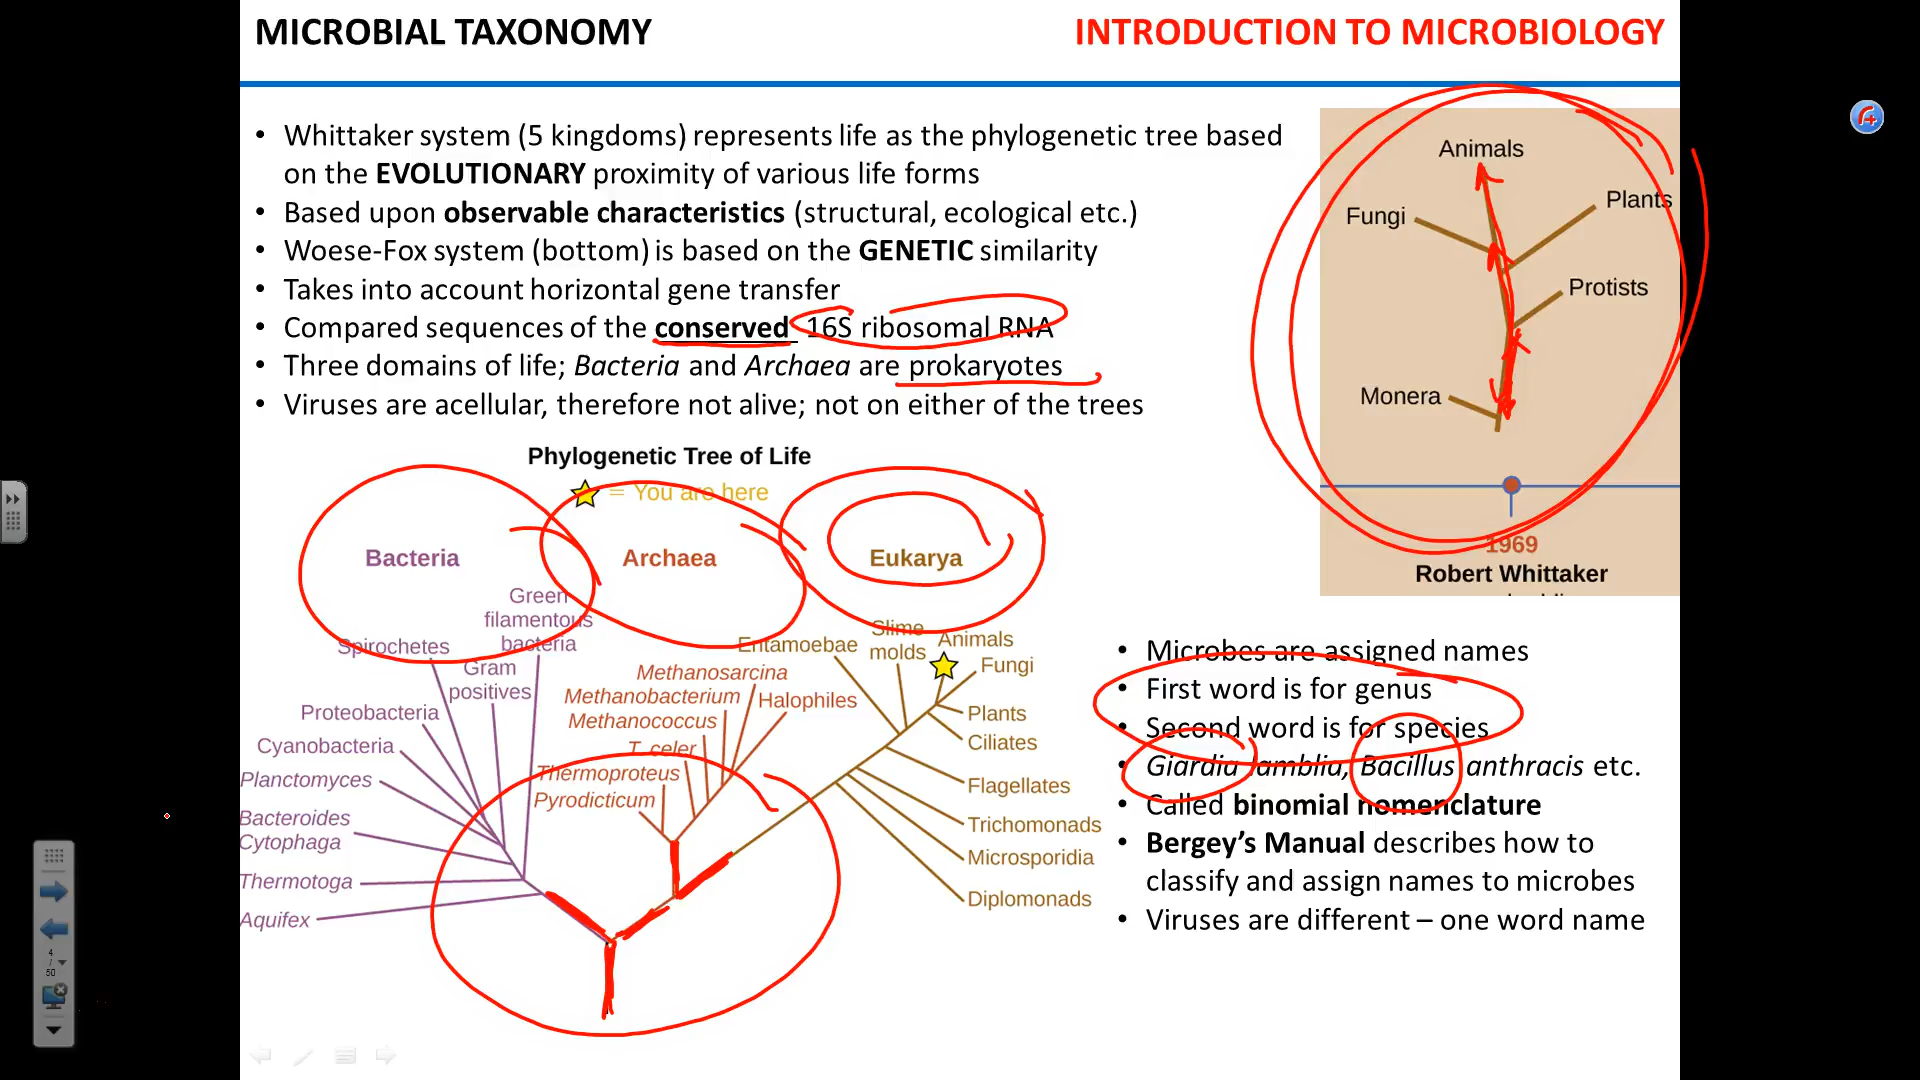 MICROBIAL TAXONOMY
INTRODUCTION TO MICROBIOLOGY
• Whittaker system (5 kingdoms) represents life as the phylogenetic tree based
on the EVOLUTIONARY proximity of various life forms
• Based upon observable characteristics (structural, ecological etc.)
• Woese-Fox system (bottom) is based on the GENETIC similarity
• Takes into account horizontal gene transfer
• Compared sequences of the conserved 16S ribosomal RNA
• Three domains of life; Bacteria and Archaea are prokaryotes
• Viruses are acellular, therefore not alive; not on either of the trees
Animals
Plants
Fungi
Protists
Monera
1969
Robert Whittaker
Phylogenetic Tree of Life
= You are here
Bacteria
Archaea
Eukarya
Green
filamentous
bacteria
Spirochetes
Gram
positives
Proteobacteria
Cyanobacteria
Planctomyces
Bacteroides
Cytophaga
Thermotoga
Aquifex
Methanosarcina
Methanobacterium
Halophiles
Methanococcus
T. celer
Thermoproteus
Pyrodicticum
Entamoebae
Slime
molds
Animals
Fungi
Plants
Ciliates
Flagellates
Trichomonads
Microsporidia
Diplomonads
• Microbes are assigned names
• First word is for genus
• Second word is for species
• Giardia lamblia, Bacillus anthracis etc.
• Called binomial nomenclature
• Bergey’s Manual describes how to
classify and assign names to microbes
• Viruses are different – one word name
4
/
50